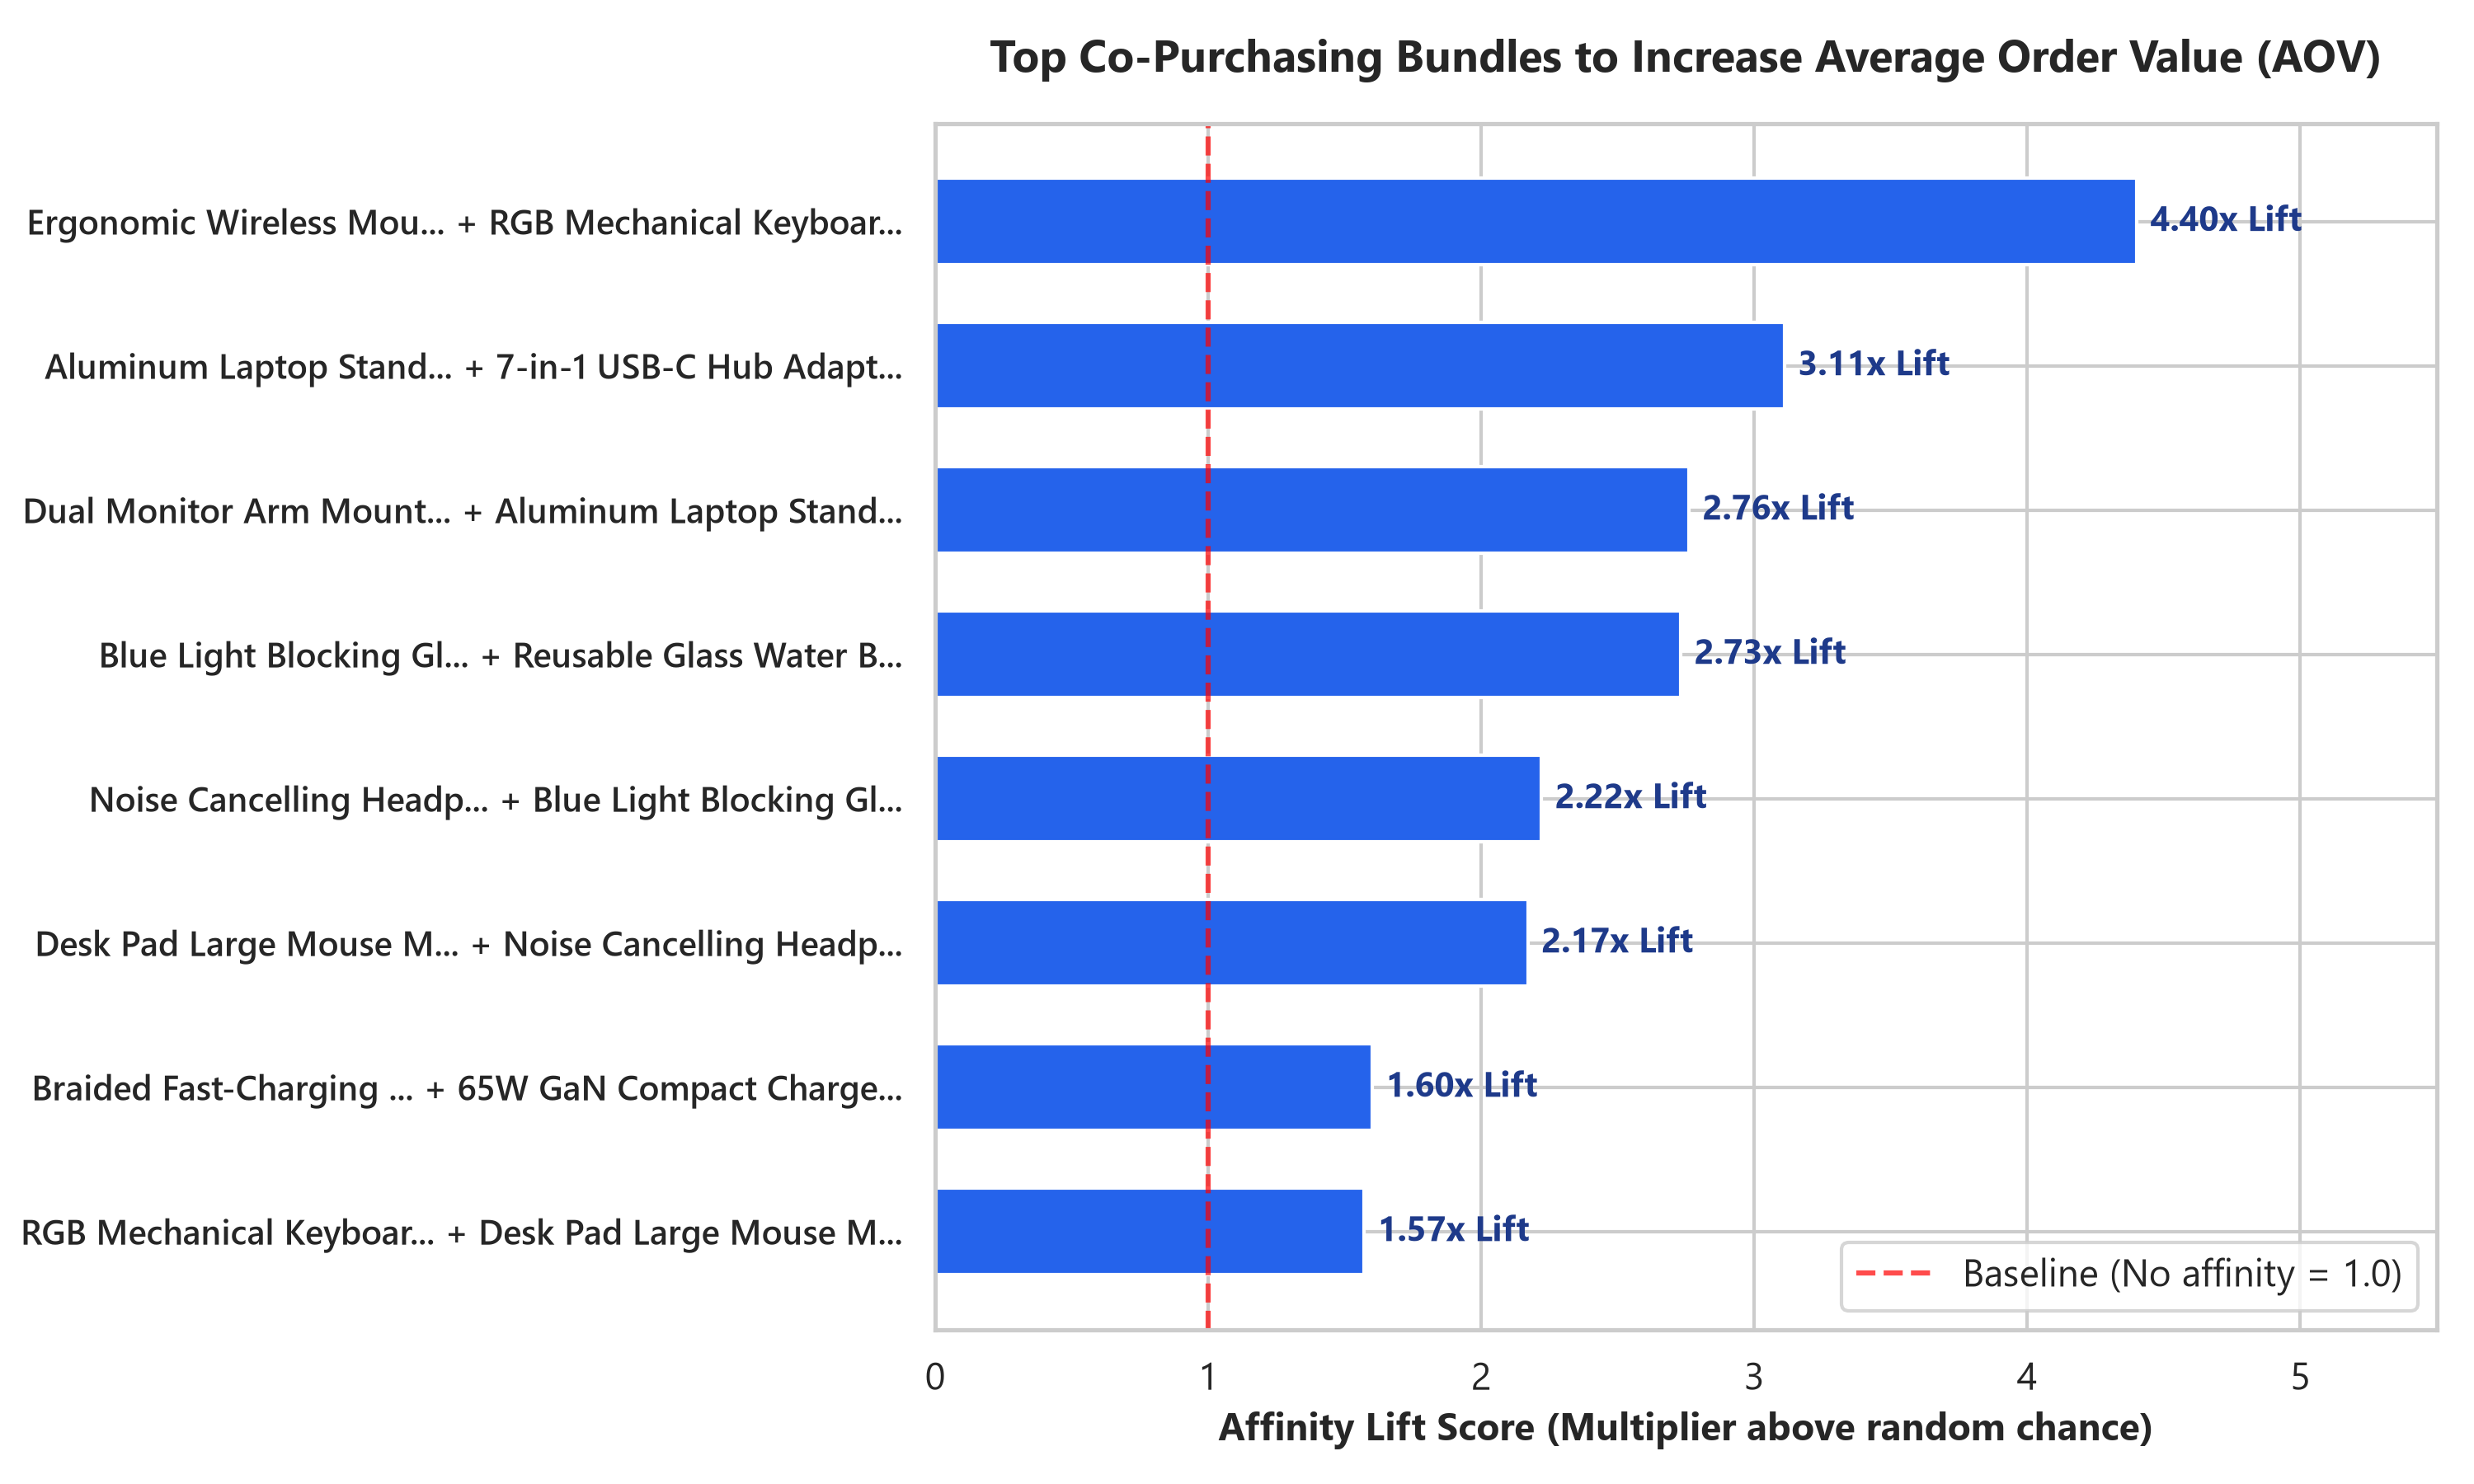 Top Co-Purchasing Bundles to Increase Average Order Value (AOV)
Ergonomic Wireless Mou... + RGB Mechanical Keyboar...
4.40x Lift
Aluminum Laptop Stand... + 7-in-1 USB-C Hub Adapt...
3.11x Lift
Dual Monitor Arm Mount... + Aluminum Laptop Stand...
2.76x Lift
Blue Light Blocking Gl... + Reusable Glass Water B...
2.73x Lift
Noise Cancelling Headp... + Blue Light Blocking Gl...
2.22x Lift
Desk Pad Large Mouse M... + Noise Cancelling Headp...
2.17x Lift
Braided Fast-Charging ... + 65W GaN Compact Charge...
1.60x Lift
RGB Mechanical Keyboar... + Desk Pad Large Mouse M...
1.57x Lift
Baseline (No affinity = 1.0)
0 1 2 3 4 5
Affinity Lift Score (Multiplier above random chance)